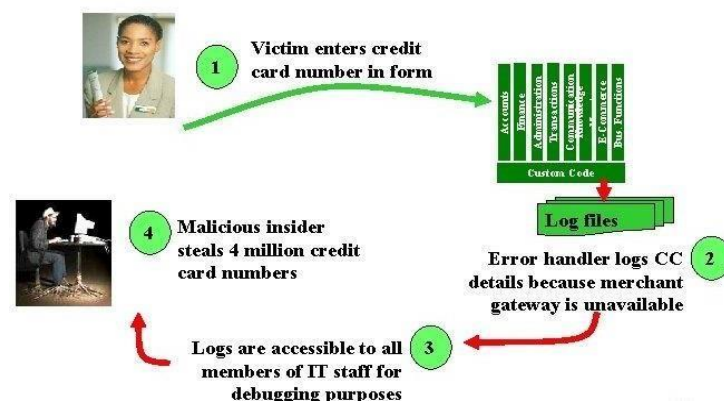 1
Victim enters credit
card number in form
Accounts
Finance
Administration
Transactions
Communication
Knowledge
E-Commerce
Bus. Functions
Custom Code
Log files
2
Error handler logs CC
details because merchant
gateway is unavailable
3
Logs are accessible to all
members of IT staff for
debugging purposes
4
Malicious insider
steals 4 million credit
card numbers